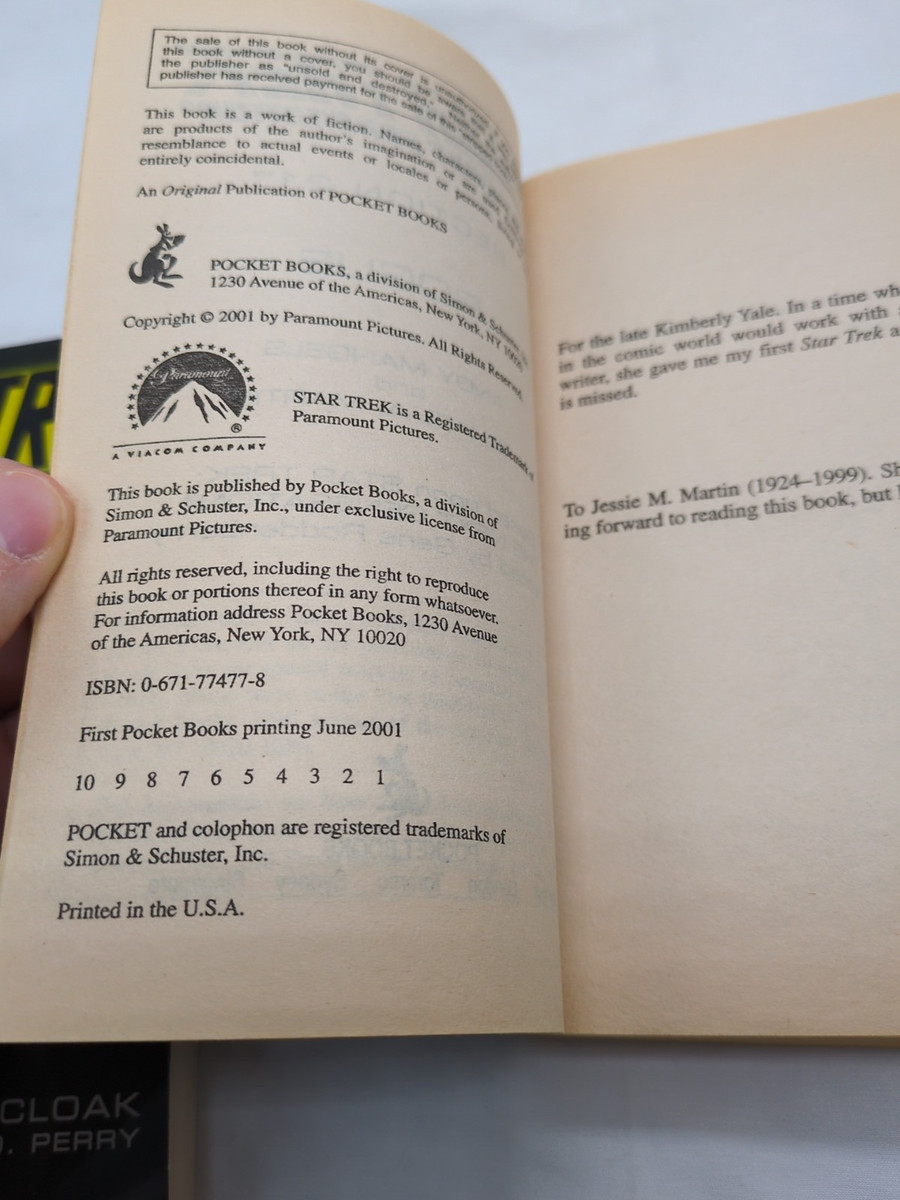 The sale of this book without its cover is unauthorized.
this book without a cover, you should be aware
the publisher as "unsold and destroyed."
publisher has received payment for the sale of this
This book is a work of fiction. Names, characters,
are products of the author's imagination or are used
resemblance to actual events or locales or persons,
entirely coincidental.
An Original Publication of POCKET BOOKS
POCKET BOOKS, a division of Simon & Schuster
1230 Avenue of the Americas, New York, NY 10020
Copyright © 2001 by Paramount Pictures. All Rights Reserved.
Paramount
®
A VIACOM COMPANY
STAR TREK is a Registered Trademark of
Paramount Pictures.
This book is published by Pocket Books, a division of
Simon & Schuster, Inc., under exclusive license from
Paramount Pictures.
All rights reserved, including the right to reproduce
this book or portions thereof in any form whatsoever.
For information address Pocket Books, 1230 Avenue
of the Americas, New York, NY 10020
ISBN: 0-671-77477-8
First Pocket Books printing June 2001
10 9 8 7 6 5 4 3 2 1
POCKET and colophon are registered trademarks of
Simon & Schuster, Inc.
Printed in the U.S.A.
For the late Kimberly Yale. In a time wh
in the comic world would work with
writer, she gave me my first Star Trek a
is missed.
To Jessie M. Martin (1924–1999). Sh
ing forward to reading this book, but
TR
CLOAK
D. PERRY